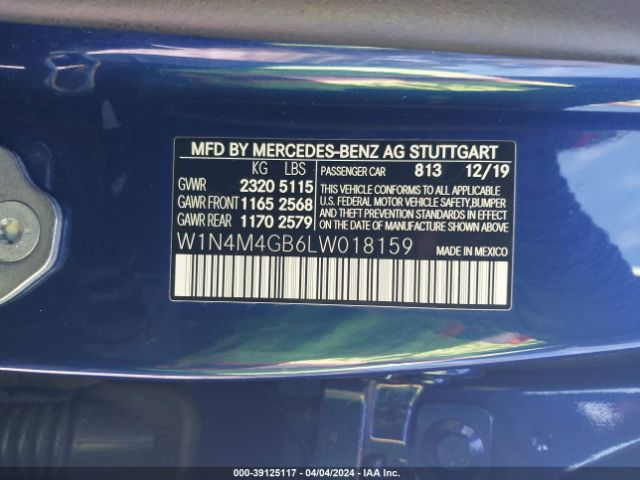 MFD BY MERCEDES-BENZ AG STUTTGART
KG LBS
GVWR 2320 5115
GAWR FRONT 1165 2568
GAWR REAR 1170 2579
PASSENGER CAR 813 12/19
THIS VEHICLE CONFORMS TO ALL APPLICABLE
U.S. FEDERAL MOTOR VEHICLE SAFETY,BUMPER
AND THEFT PREVENTION STANDARDS IN EFFECT
ON THE DATE OF MANUFACTURE SHOWN ABOVE
W1N4M4GB6LW018159 MADE IN MEXICO
000-39125117 - 04/04/2024 - IAA Inc.